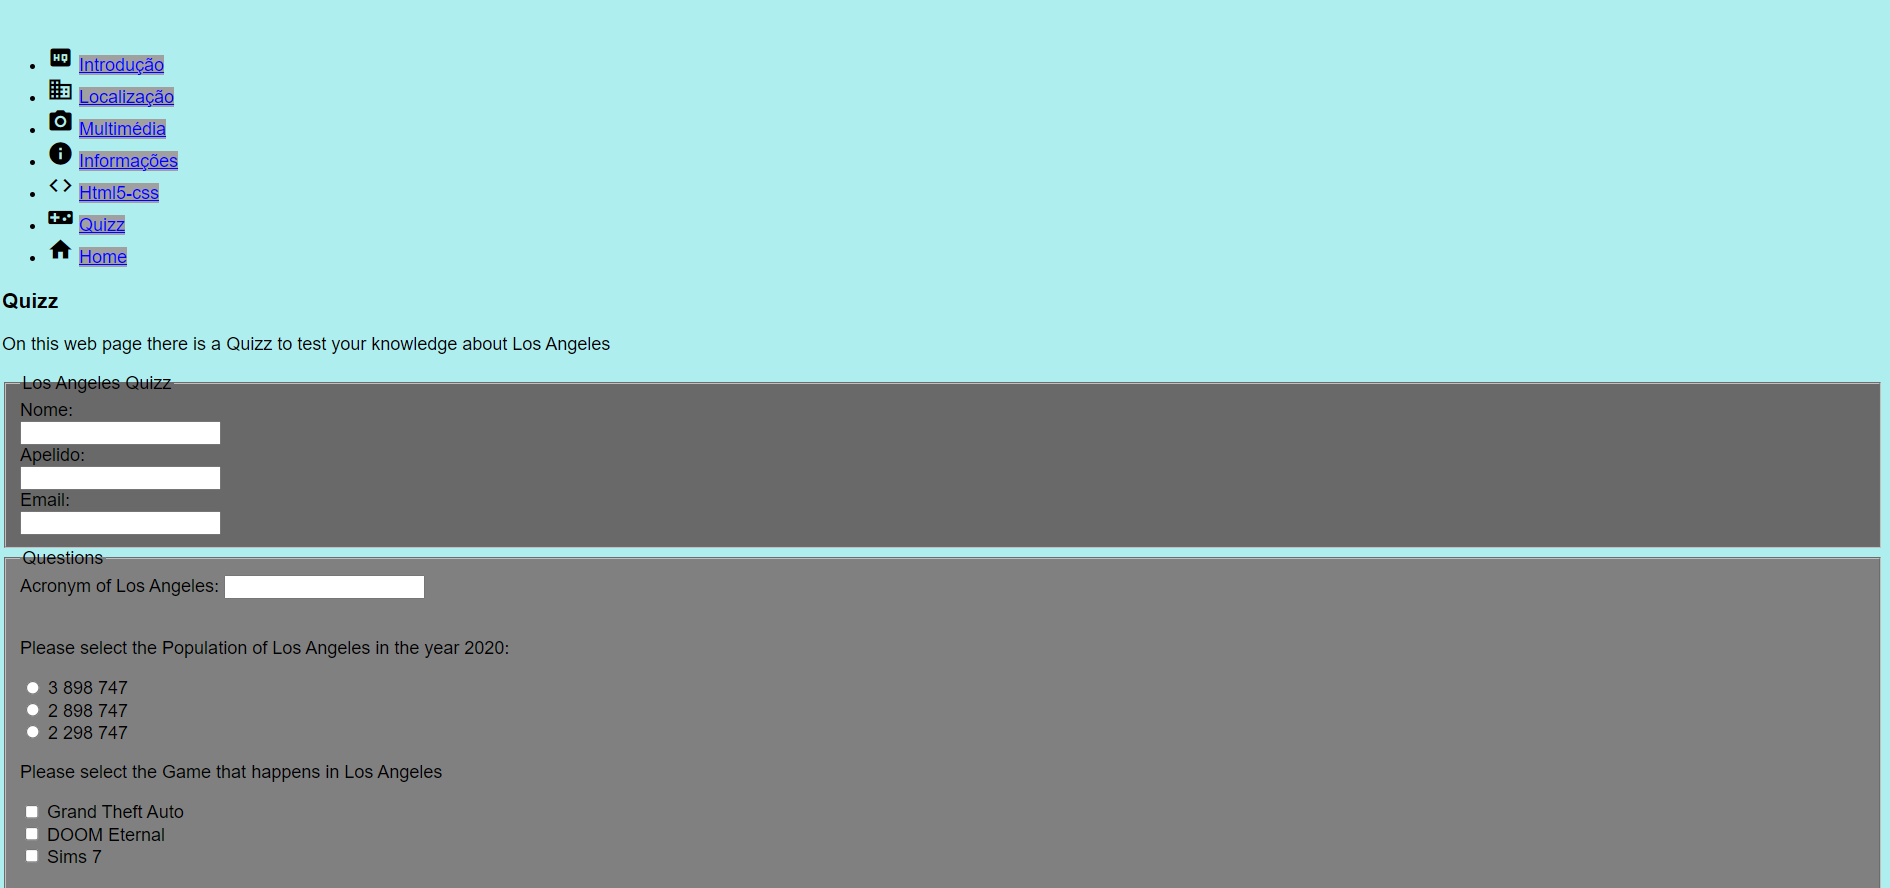 HQ Introdução
Localização
Multimédia
Informações
Html5-css
Quizz
Home
Quizz
On this web page there is a Quizz to test your knowledge about Los Angeles
Los Angeles Quizz
Nome:
Apelido:
Email:
Questions
Acronym of Los Angeles:
Please select the Population of Los Angeles in the year 2020:
3 898 747
2 898 747
2 298 747
Please select the Game that happens in Los Angeles
Grand Theft Auto
DOOM Eternal
Sims 7